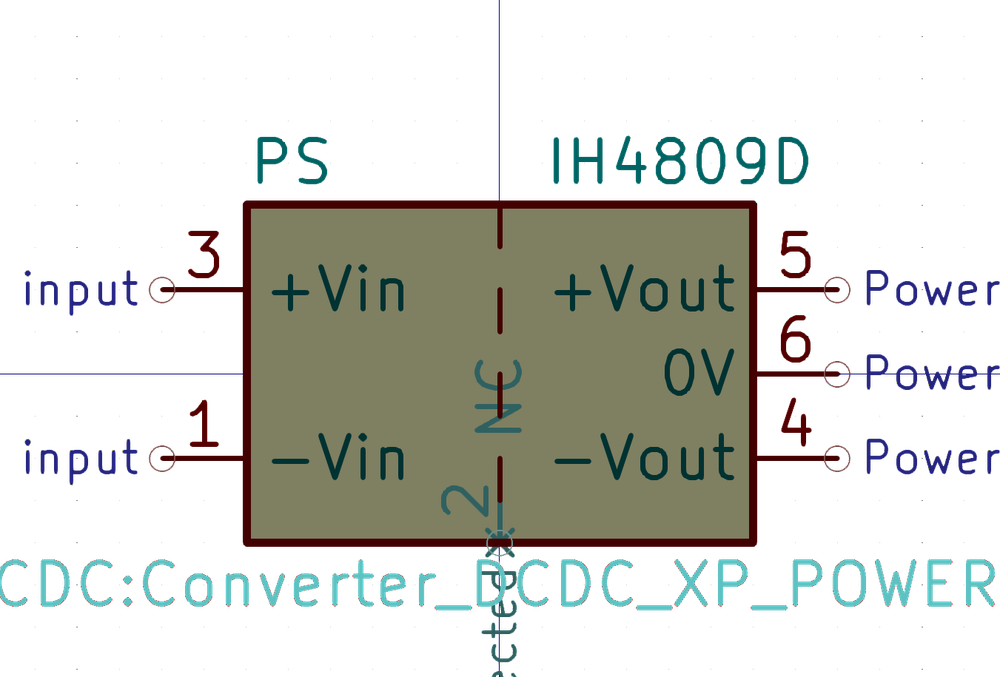 PS IH4809D
input 3 +Vin +Vout 5 Power
0V 6 Power
NC
input 1 -Vin -Vout 4 Power
2
CDC:Converter_DCDC_XP_POWER
ected